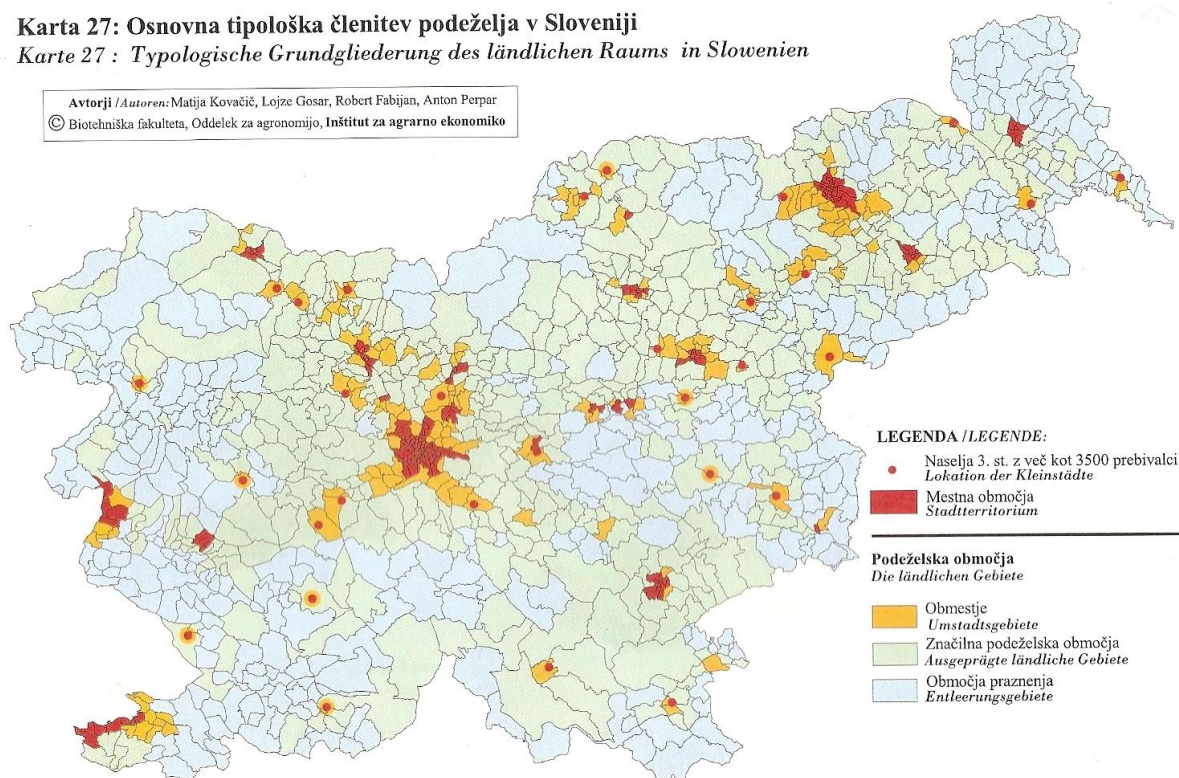 Karta 27: Osnovna tipološka členitev podeželja v Sloveniji
Karte 27 : Typologische Grundgliederung des ländlichen Raums in Slowenien
Avtorji /Autoren: Matija Kovačič, Lojze Gosar, Robert Fabijan, Anton Perpar
© Biotehniška fakulteta, Oddelek za agronomijo, Inštitut za agrarno ekonomiko
LEGENDA /LEGENDE:
Naselja 3. st. z več kot 3500 prebivalci
Lokation der Kleinstädte
Mestna območja
Stadtterritorium
Podeželska območja
Die ländlichen Gebiete
Obmestje
Umstadtsgebiete
Značilna podeželska območja
Ausgeprägte ländliche Gebiete
Območja praznenja
Entleerungsgebiete